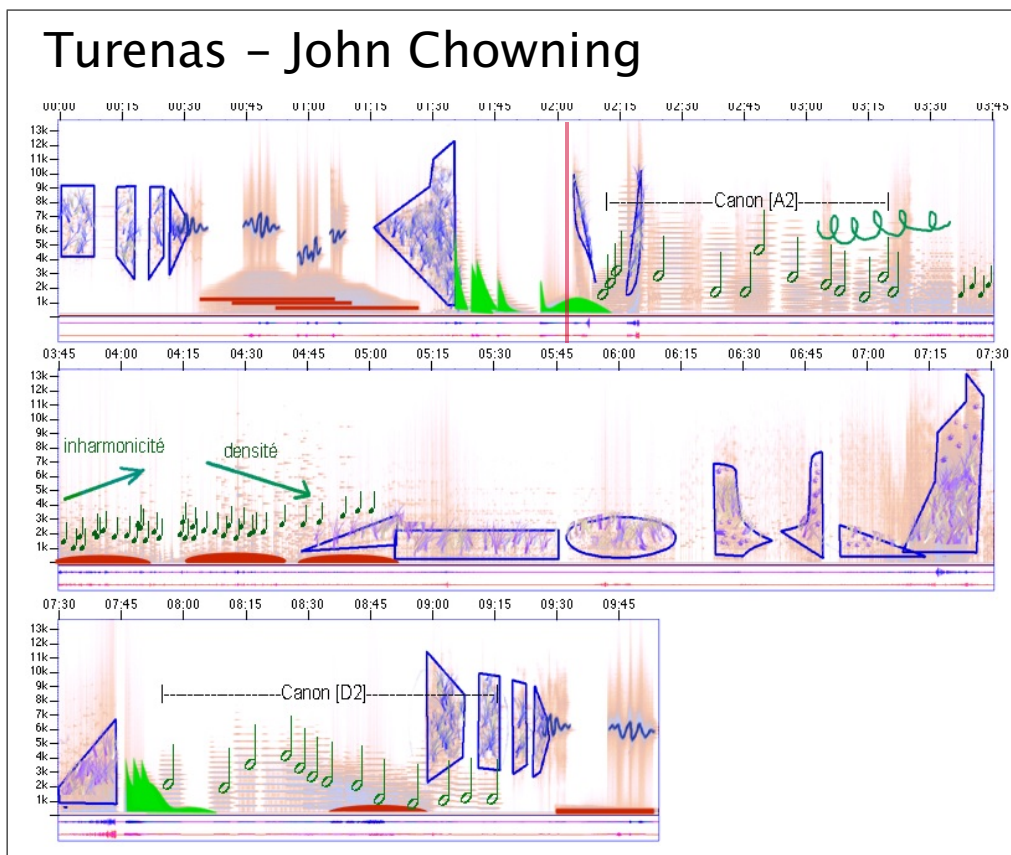 Turenas – John Chowning
00:00 00:15 00:30 00:45 01:00 01:15 01:30 01:45 02:00 02:15 02:30 02:45 03:00 03:15 03:30 03:45
13k
12k
11k
10k
9k
8k
7k
6k
5k
4k
3k
2k
1k
|----------Canon [A2]----------|
03:45 04:00 04:15 04:30 04:45 05:00 05:15 05:30 05:45 06:00 06:15 06:30 06:45 07:00 07:15 07:30
13k
12k
11k
10k
9k
8k
7k
6k
5k
4k
3k
2k
1k
inharmonicité
densité
07:30 07:45 08:00 08:15 08:30 08:45 09:00 09:15 09:30 09:45
13k
12k
11k
10k
9k
8k
7k
6k
5k
4k
3k
2k
1k
|----------Canon [D2]----------|